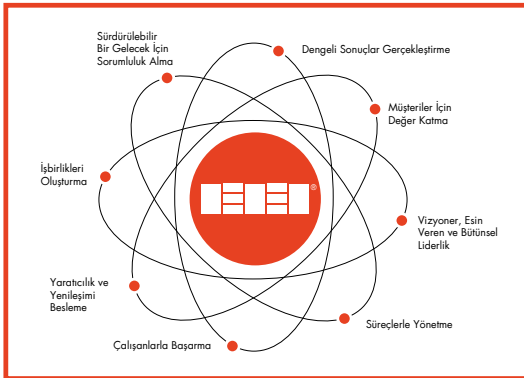 Sürdürülebilir
Bir Gelecek İçin
Sorumluluk Alma
Dengeli Sonuçlar Gerçekleştirme
Müşteriler İçin
Değer Katma
İşbirlikleri
Oluşturma
®
Vizyoner, Esin
Veren ve Bütünsel
Liderlik
Yaratıcılık ve
Yenileşimi
Besleme
Süreçlerle Yönetme
Çalışanlarla Başarma